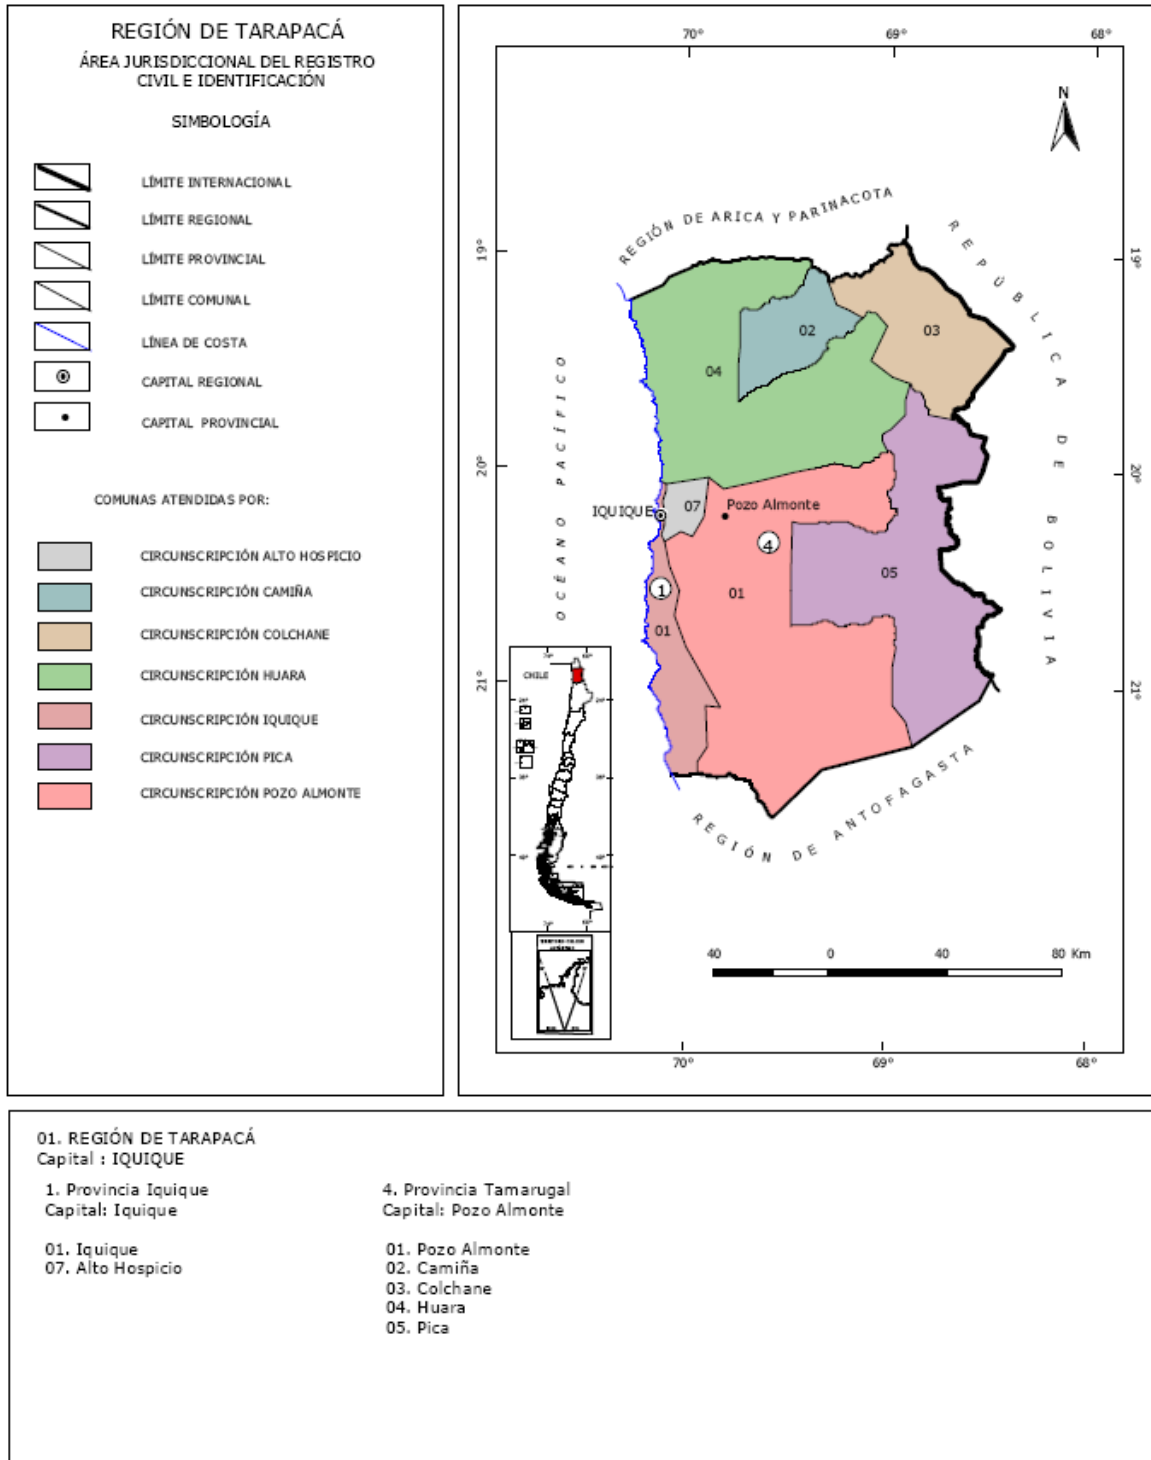 REGIÓN DE TARAPACÁ
ÁREA JURISDICCIONAL DEL REGISTRO
CIVIL E IDENTIFICACIÓN
SIMBOLOGÍA
LÍMITE INTERNACIONAL
LÍMITE REGIONAL
LÍMITE PROVINCIAL
LÍMITE COMUNAL
LÍNEA DE COSTA
CAPITAL REGIONAL
CAPITAL PROVINCIAL
COMUNAS ATENDIDAS POR:
CIRCUNSCRIPCIÓN ALTO HOSPICIO
CIRCUNSCRIPCIÓN CAMIÑA
CIRCUNSCRIPCIÓN COLCHANE
CIRCUNSCRIPCIÓN HUARA
CIRCUNSCRIPCIÓN IQUIQUE
CIRCUNSCRIPCIÓN PICA
CIRCUNSCRIPCIÓN POZO ALMONTE
70° 69° 68°
N
REGIÓN DE ARICA Y PARINACOTA
REPÚBLICA DE BOLIVIA
19° 19°
02
03
04
OCÉANO PACÍFICO
20° 20°
07
Pozo Almonte
IQUIQUE
4
05
1
01
01
21° 21°
CHILE
REGIÓN DE ANTOFAGASTA
40 0 40 80 Km
70° 69° 68°
01. REGIÓN DE TARAPACÁ
Capital : IQUIQUE
1. Provincia Iquique
Capital: Iquique
01. Iquique
07. Alto Hospicio
4. Provincia Tamarugal
Capital: Pozo Almonte
01. Pozo Almonte
02. Camiña
03. Colchane
04. Huara
05. Pica